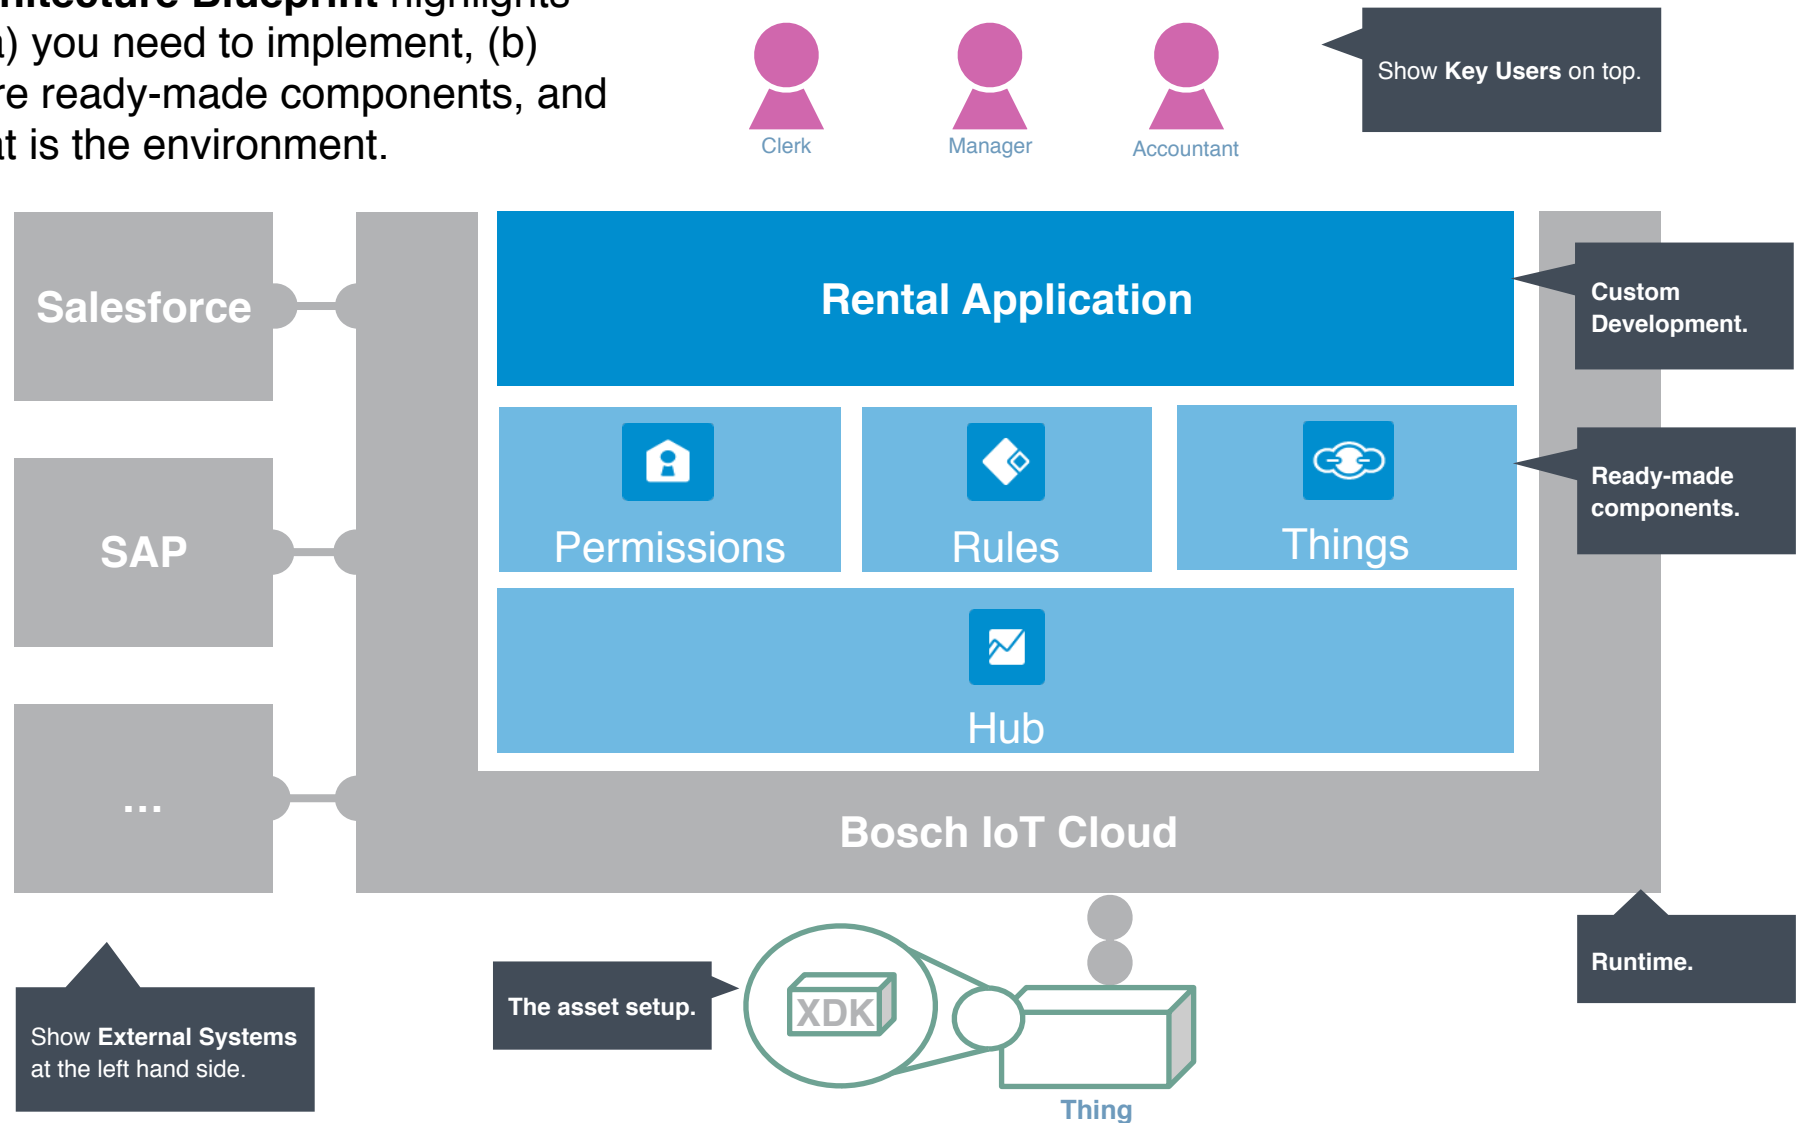 hitecture Blueprint highlights
a) you need to implement, (b)
re ready-made components, and
at is the environment.
Clerk
Manager
Accountant
Show Key Users on top.
Salesforce
Rental Application
Custom
Development.
SAP
Permissions
Rules
Things
Ready-made
components.
Hub
...
Bosch IoT Cloud
Runtime.
The asset setup.
XDK
Show External Systems
at the left hand side.
Thing